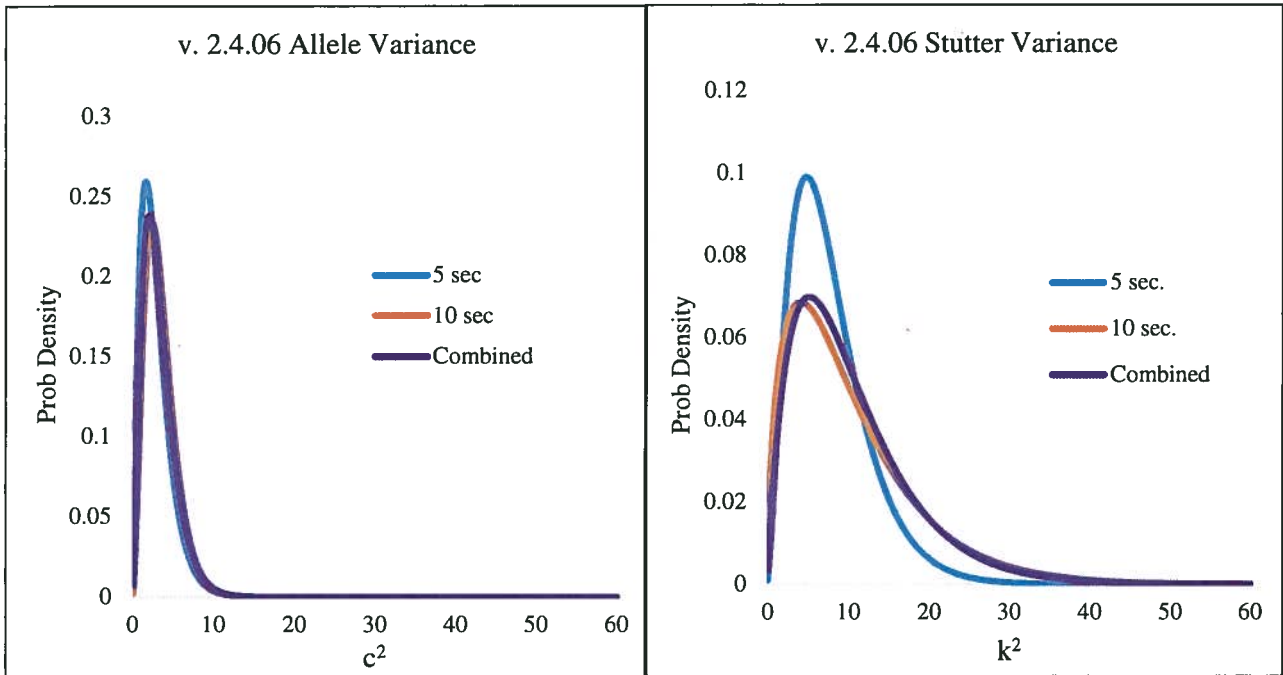 v. 2.4.06 Allele Variance
0.3
0.25
0.2
0.15
0.1
0.05
0
Prob Density
5 sec
10 sec
Combined
0 10 20 30 40 50 60
c²
v. 2.4.06 Stutter Variance
0.12
0.1
0.08
0.06
0.04
0.02
0
Prob Density
5 sec.
10 sec.
Combined
0 10 20 30 40 50 60
k²